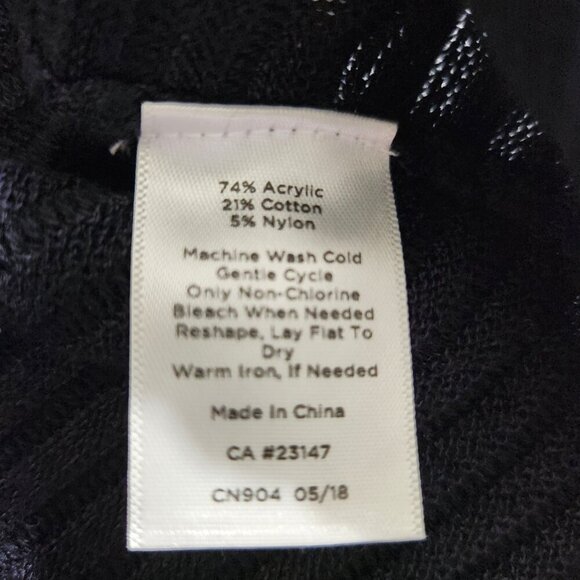 74% Acrylic
21% Cotton
5% Nylon
Machine Wash Cold
Gentle Cycle
Only Non-Chlorine
Bleach When Needed
Reshape, Lay Flat To
Dry
Warm Iron, If Needed
Made In China
CA #23147
CN904 05/18